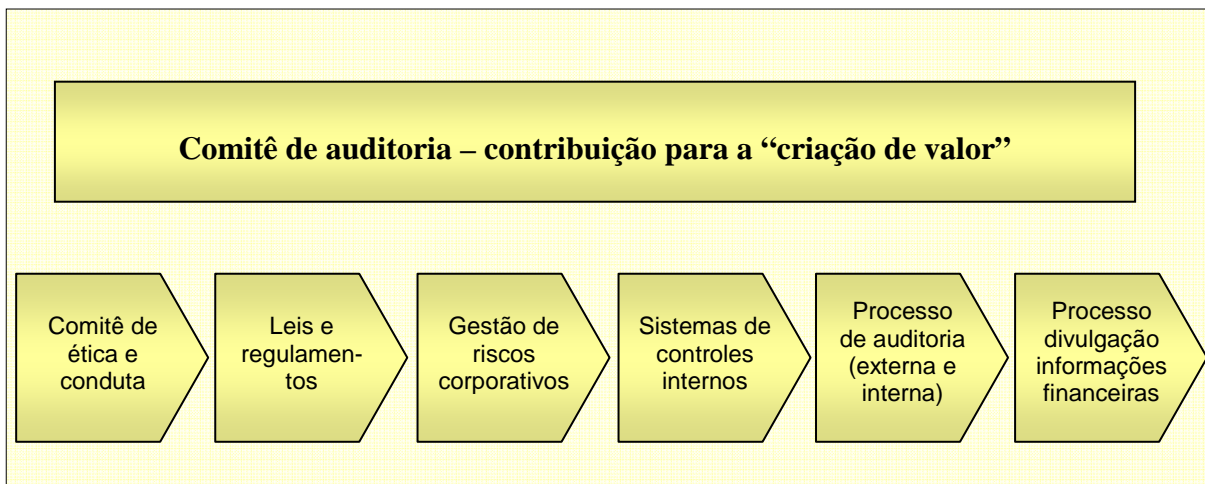 Comitê de auditoria – contribuição para a “criação de valor”
Comitê de
ética e
conduta
Leis e
regulamen-
tos
Gestão de
riscos
corporativos
Sistemas de
controles
internos
Processo
de auditoria
(externa e
interna)
Processo
divulgação
informações
financeiras